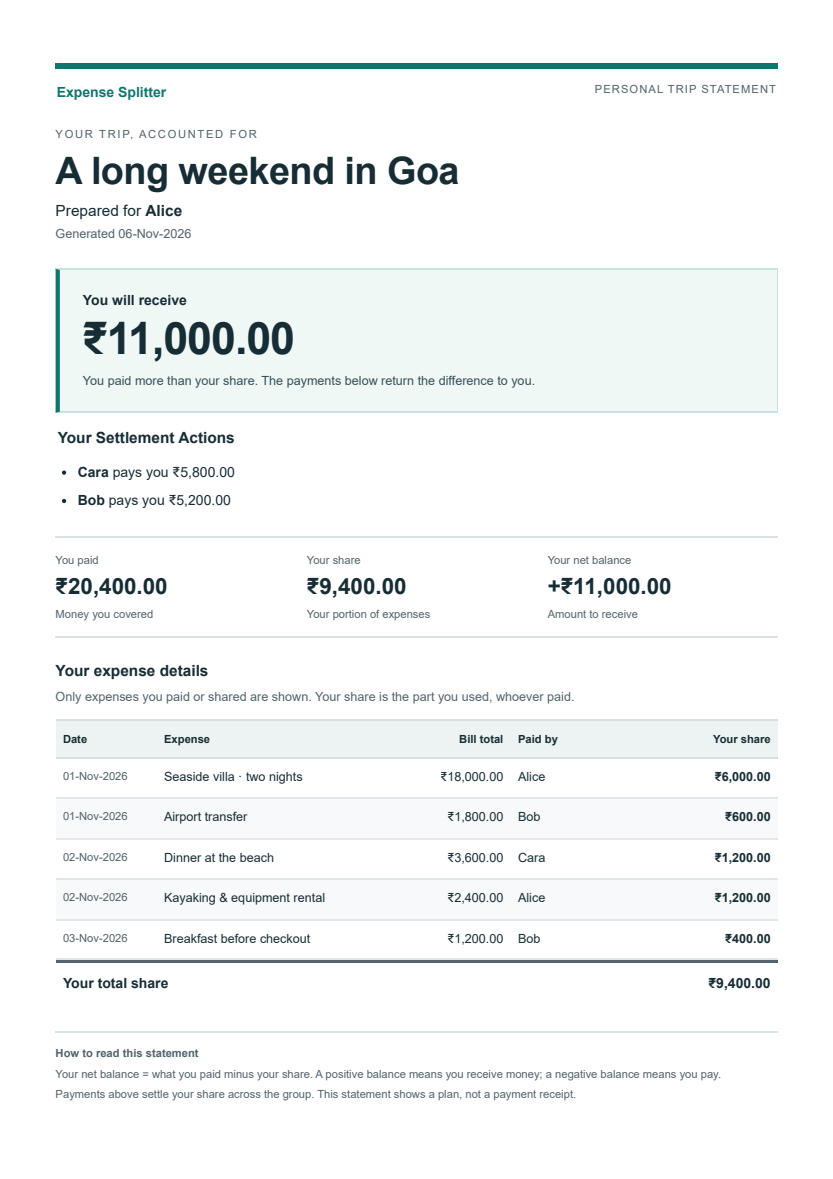 Expense Splitter
PERSONAL TRIP STATEMENT
YOUR TRIP, ACCOUNTED FOR
A long weekend in Goa
Prepared for Alice
Generated 06-Nov-2026
You will receive
₹11,000.00
You paid more than your share. The payments below return the difference to you.
Your Settlement Actions
• Cara pays you ₹5,800.00
• Bob pays you ₹5,200.00
You paid Your share Your net balance
₹20,400.00 ₹9,400.00 +₹11,000.00
Money you covered Your portion of expenses Amount to receive
Your expense details
Only expenses you paid or shared are shown. Your share is the part you used, whoever paid.
Date Expense Bill total Paid by Your share
01-Nov-2026 Seaside villa · two nights ₹18,000.00 Alice ₹6,000.00
01-Nov-2026 Airport transfer ₹1,800.00 Bob ₹600.00
02-Nov-2026 Dinner at the beach ₹3,600.00 Cara ₹1,200.00
02-Nov-2026 Kayaking & equipment rental ₹2,400.00 Alice ₹1,200.00
03-Nov-2026 Breakfast before checkout ₹1,200.00 Bob ₹400.00
Your total share ₹9,400.00
How to read this statement
Your net balance = what you paid minus your share. A positive balance means you receive money; a negative balance means you pay.
Payments above settle your share across the group. This statement shows a plan, not a payment receipt.